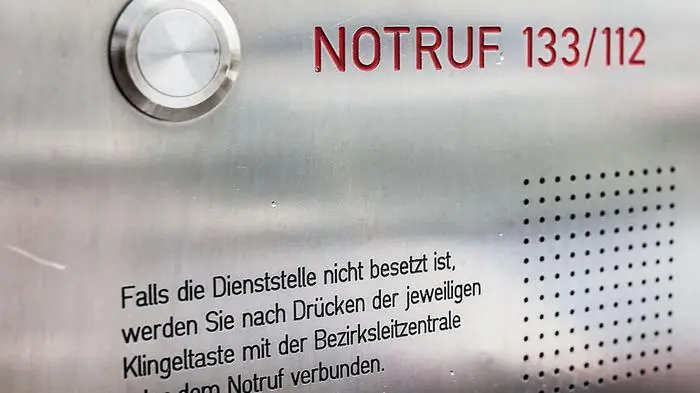 NOTRUF 133/112
Falls die Dienststelle nicht besetzt ist,
werden Sie nach Drücken der jeweiligen
Klingeltaste mit der Bezirksleitzentrale
dem Notruf verbunden.